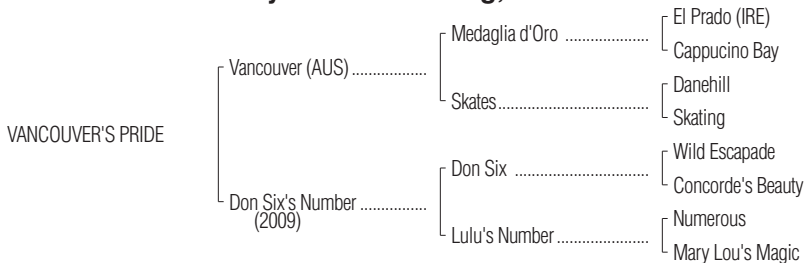 El Prado (IRE)
Medaglia d'Oro ..................
Cappucino Bay
Vancouver (AUS) ..................
Danehill
Skates..................................
Skating
VANCOUVER'S PRIDE
Wild Escapade
Don Six ...............................
Concorde's Beauty
Don Six's Number ................
(2009)
Numerous
Lulu's Number.....................
Mary Lou's Magic